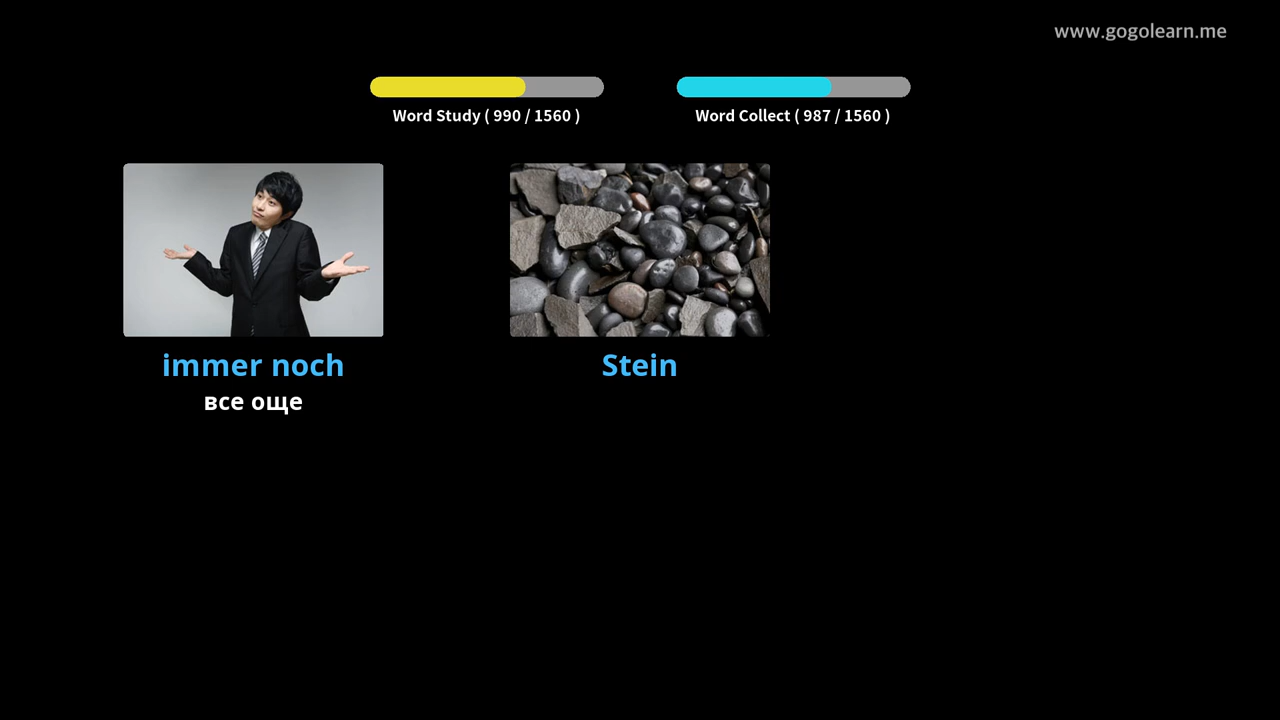 www.gogolearn.me
Word Study ( 990 / 1560 )
Word Collect ( 987 / 1560 )
immer noch
все още
Stein